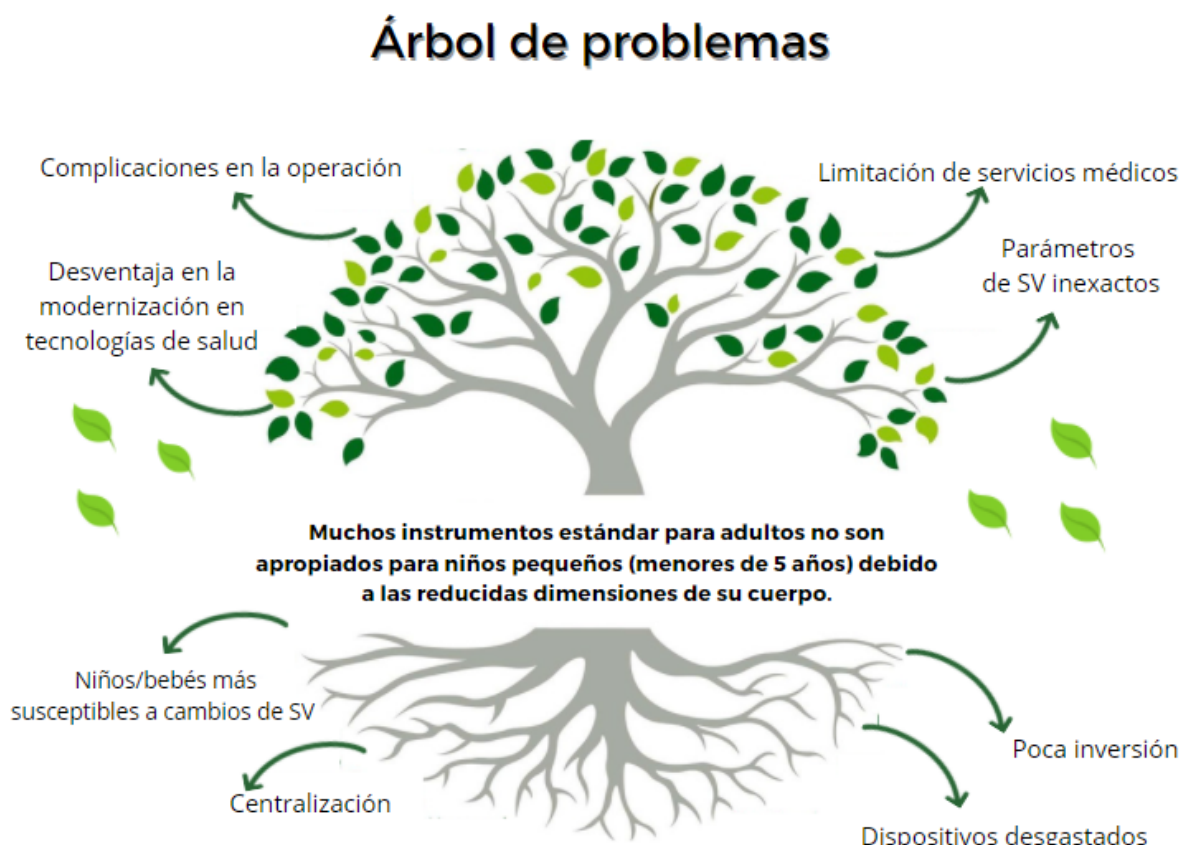 Árbol de problemas
Complicaciones en la operación
Limitación de servicios médicos
Desventaja en la
modernización en
tecnologías de salud
Parámetros
de SV inexactos
Muchos instrumentos estándar para adultos no son
apropiados para niños pequeños (menores de 5 años) debido
a las reducidas dimensiones de su cuerpo.
Niños/bebés más
susceptibles a cambios de SV
Poca inversión
Centralización
Dispositivos desgastados